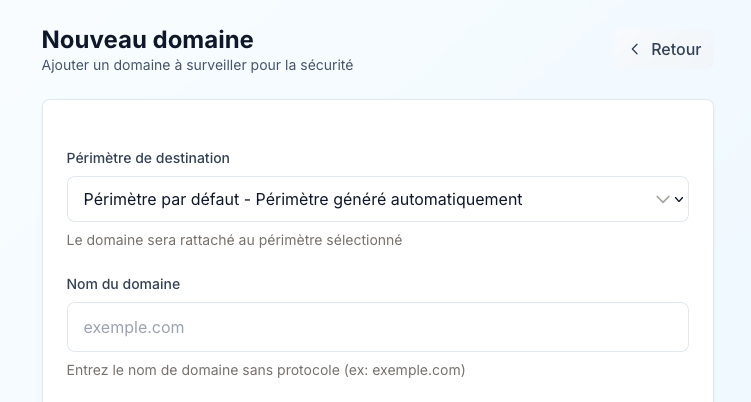 Nouveau domaine
Ajouter un domaine à surveiller pour la sécurité
Retour
Périmètre de destination
Périmètre par défaut - Périmètre généré automatiquement
Le domaine sera rattaché au périmètre sélectionné
Nom du domaine
exemple.com
Entrez le nom de domaine sans protocole (ex: exemple.com)